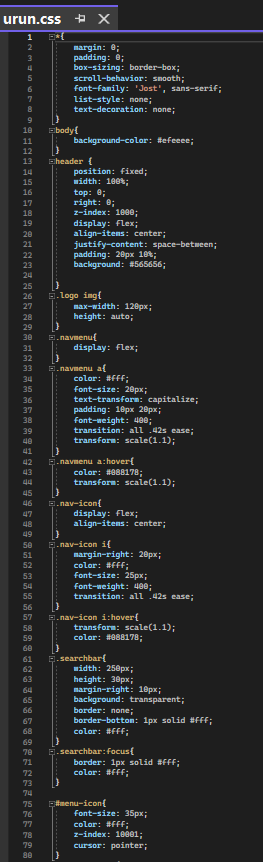 urun.css
1 *{
2 margin: 0;
3 padding: 0;
4 box-sizing: border-box;
5 scroll-behavior: smooth;
6 font-family: 'Jost', sans-serif;
7 list-style: none;
8 text-decoration: none;
9 }
10 body{
11 background-color: #efeeee;
12 }
13 header {
14 position: fixed;
15 width: 100%;
16 top: 0;
17 right: 0;
18 z-index: 1000;
19 display: flex;
20 align-items: center;
21 justify-content: space-between;
22 padding: 20px 10%;
23 background: #565656;
24
25 }
26 .logo img{
27 max-width: 120px;
28 height: auto;
29 }
30 .navmenu{
31 display: flex;
32 }
33 .navmenu a{
34 color: #fff;
35 font-size: 20px;
36 text-transform: capitalize;
37 padding: 10px 20px;
38 font-weight: 400;
39 transition: all .42s ease;
40 transform: scale(1.1);
41 }
42 .navmenu a:hover{
43 color: #088178;
44 transform: scale(1.1);
45 }
46 .nav-icon{
47 display: flex;
48 align-items: center;
49 }
50 .nav-icon i{
51 margin-right: 20px;
52 color: #fff;
53 font-size: 25px;
54 font-weight: 400;
55 transition: all .42s ease;
56 }
57 .nav-icon i:hover{
58 transform: scale(1.1);
59 color: #088178;
60 }
61 .searchbar{
62 width: 250px;
63 height: 30px;
64 margin-right: 10px;
65 background: transparent;
66 border: none;
67 border-bottom: 1px solid #fff;
68 color: #fff;
69 }
70 .searchbar:focus{
71 border: 1px solid #fff;
72 color: #fff;
73 }
74
75 #menu-icon{
76 font-size: 35px;
77 color: #fff;
78 z-index: 10001;
79 cursor: pointer;
80 }